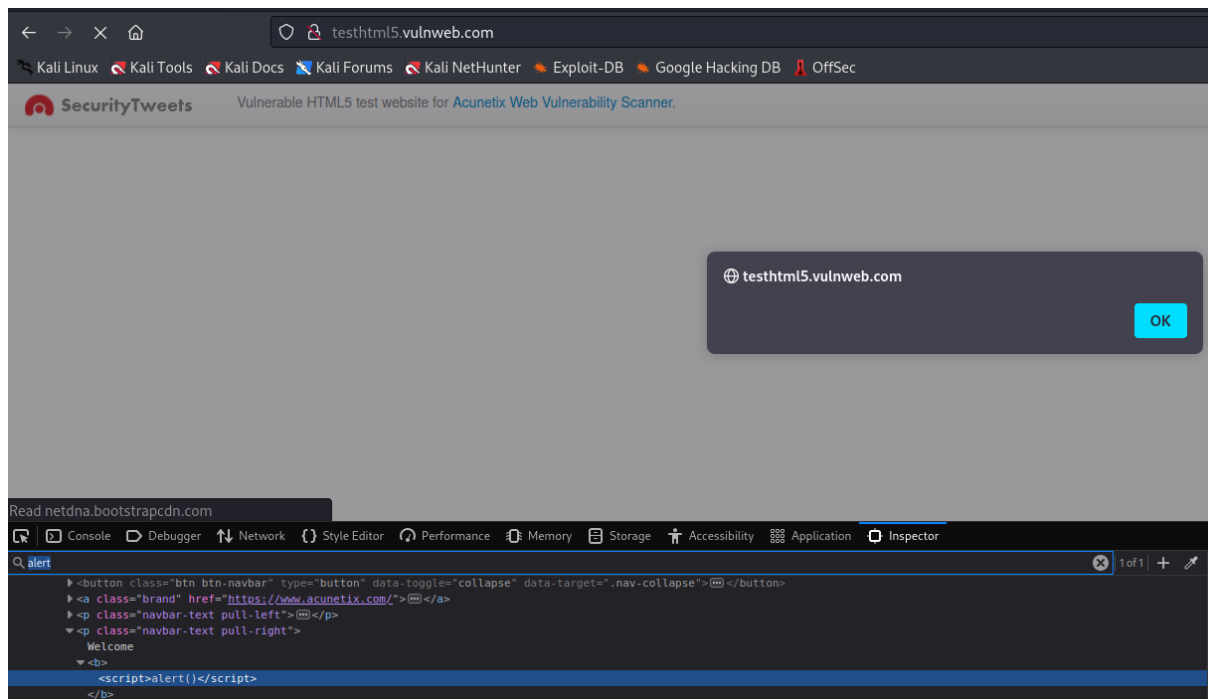 testhtml5.vulnweb.com
Kali Linux Kali Tools Kali Docs Kali Forums Kali NetHunter Exploit-DB Google Hacking DB OffSec
SecurityTweets Vulnerable HTML5 test website for Acunetix Web Vulnerability Scanner.
testhtml5.vulnweb.com
OK
Read netdna.bootstrapcdn.com
Console Debugger Network {} Style Editor Performance Memory Storage Accessibility Application Inspector
alert 1 of 1
<button class="btn btn-navbar" type="button" data-toggle="collapse" data-target=".nav-collapse"></button>
<a class="brand" href="https://www.acunetix.com/"></a>
<p class="navbar-text pull-left"></p>
<p class="navbar-text pull-right">
Welcome
<b>
<script>alert()</script>
</b>